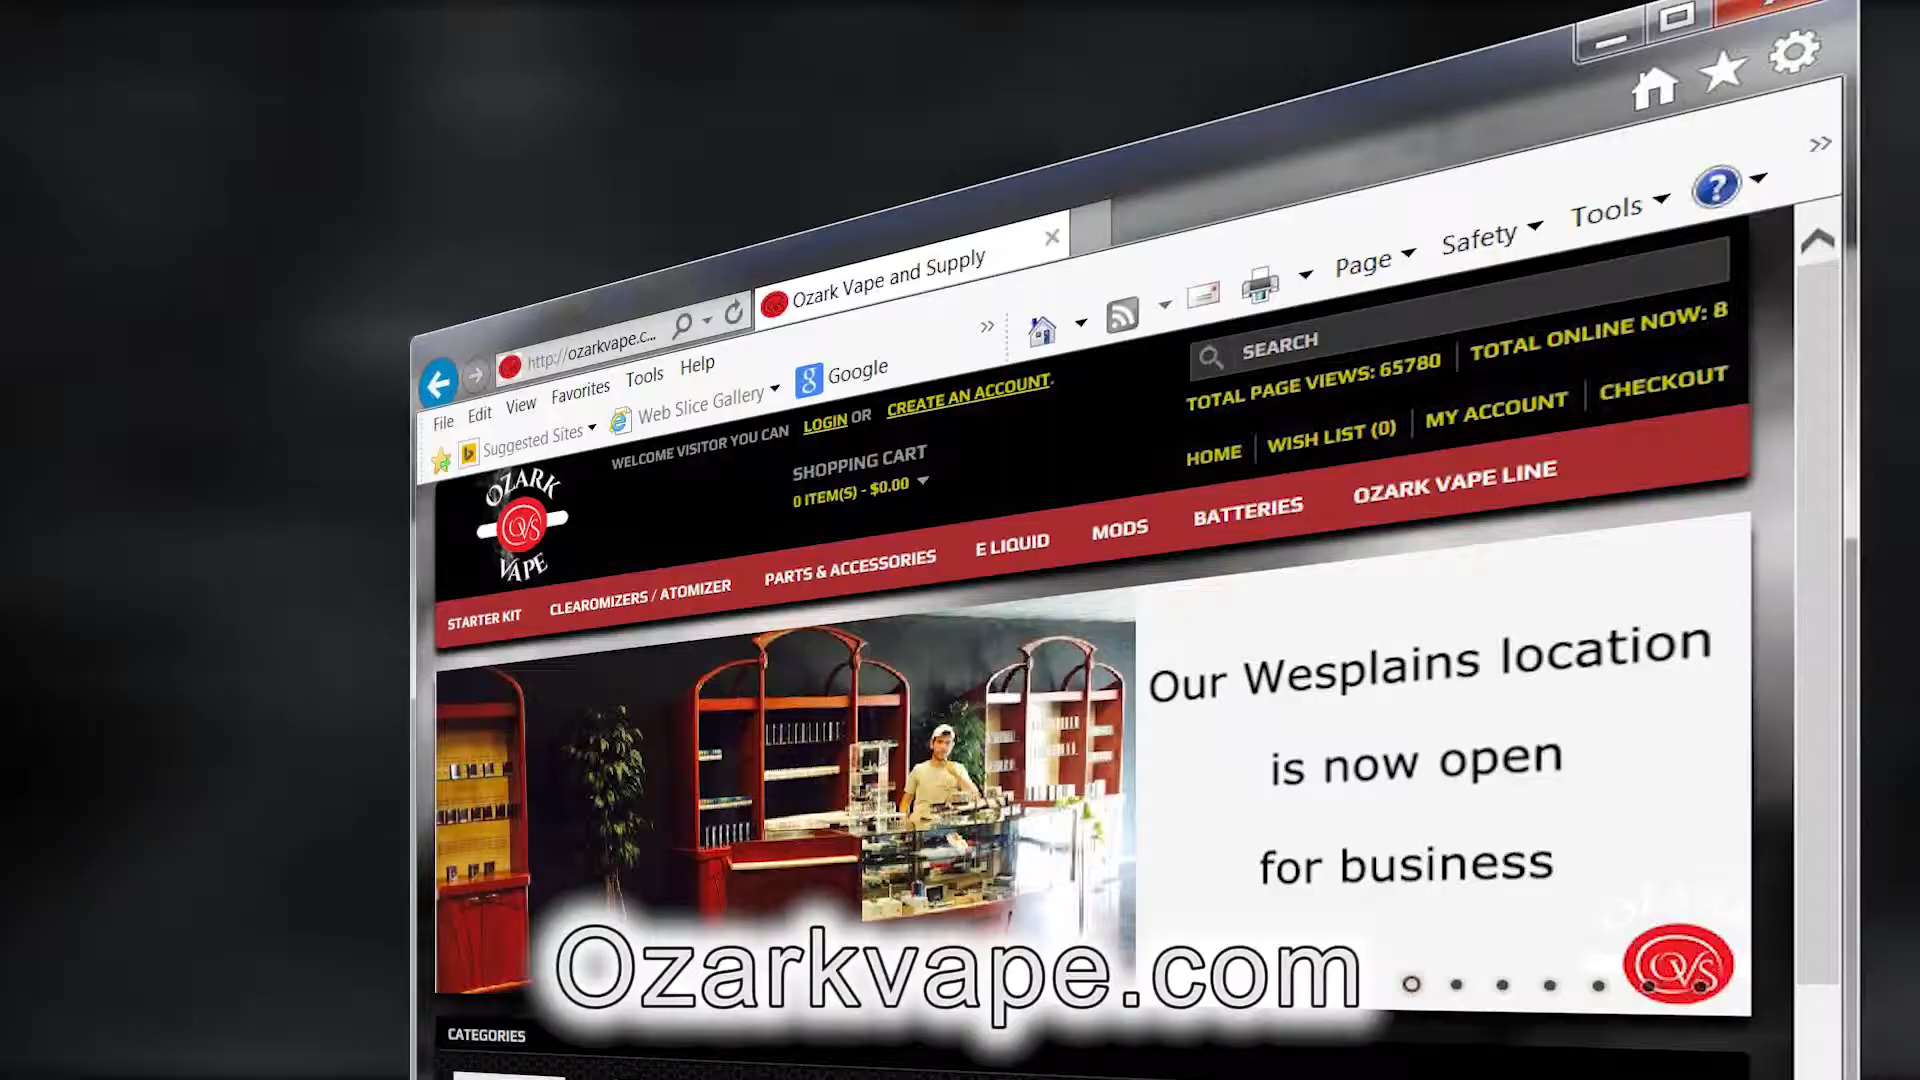 Ozark Vape and Supply
http://ozarkvape.c...
File Edit View Favorites Tools Help
Suggested Sites Web Slice Gallery Google
Page Safety Tools
OZARK
OVS
VAPE
WELCOME VISITOR YOU CAN LOGIN OR CREATE AN ACCOUNT.
SHOPPING CART
0 ITEM(S) - $0.00
SEARCH
TOTAL PAGE VIEWS: 65780 TOTAL ONLINE NOW: 8
HOME WISH LIST (0) MY ACCOUNT CHECKOUT
STARTER KIT CLEAROMIZERS / ATOMIZER PARTS & ACCESSORIES E LIQUID MODS BATTERIES OZARK VAPE LINE
Our Wesplains location
is now open
for business
OVS
Ozarkvape.com
CATEGORIES